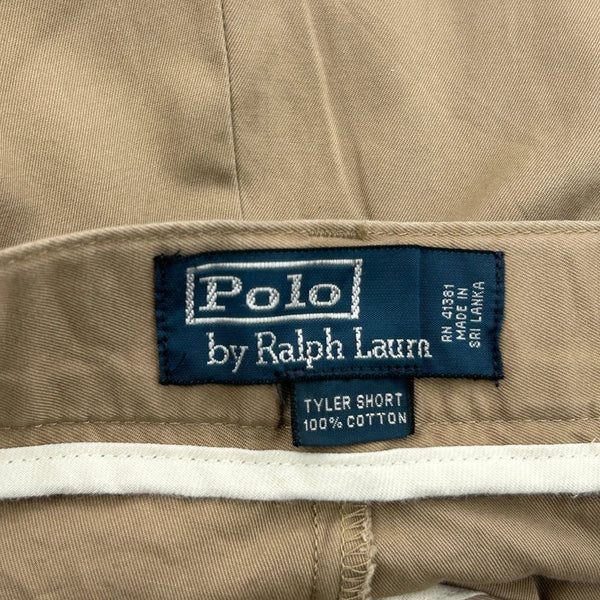 Polo
by Ralph Lauren
RN 41381
MADE IN
SRI LANKA
TYLER SHORT
100% COTTON